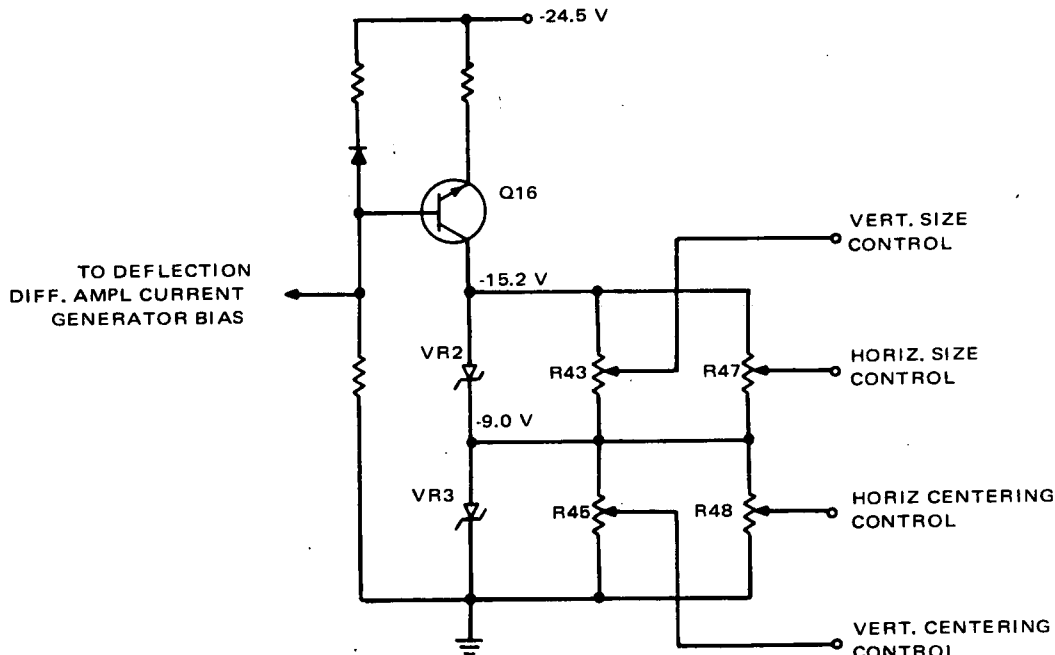 -24.5 V
Q16
VERT. SIZE
CONTROL
TO DEFLECTION
DIFF. AMPL CURRENT
GENERATOR BIAS
-15.2 V
VR2
R43
R47
HORIZ. SIZE
CONTROL
-9.0 V
VR3
R45
R48
HORIZ CENTERING
CONTROL
VERT. CENTERING
CONTROL